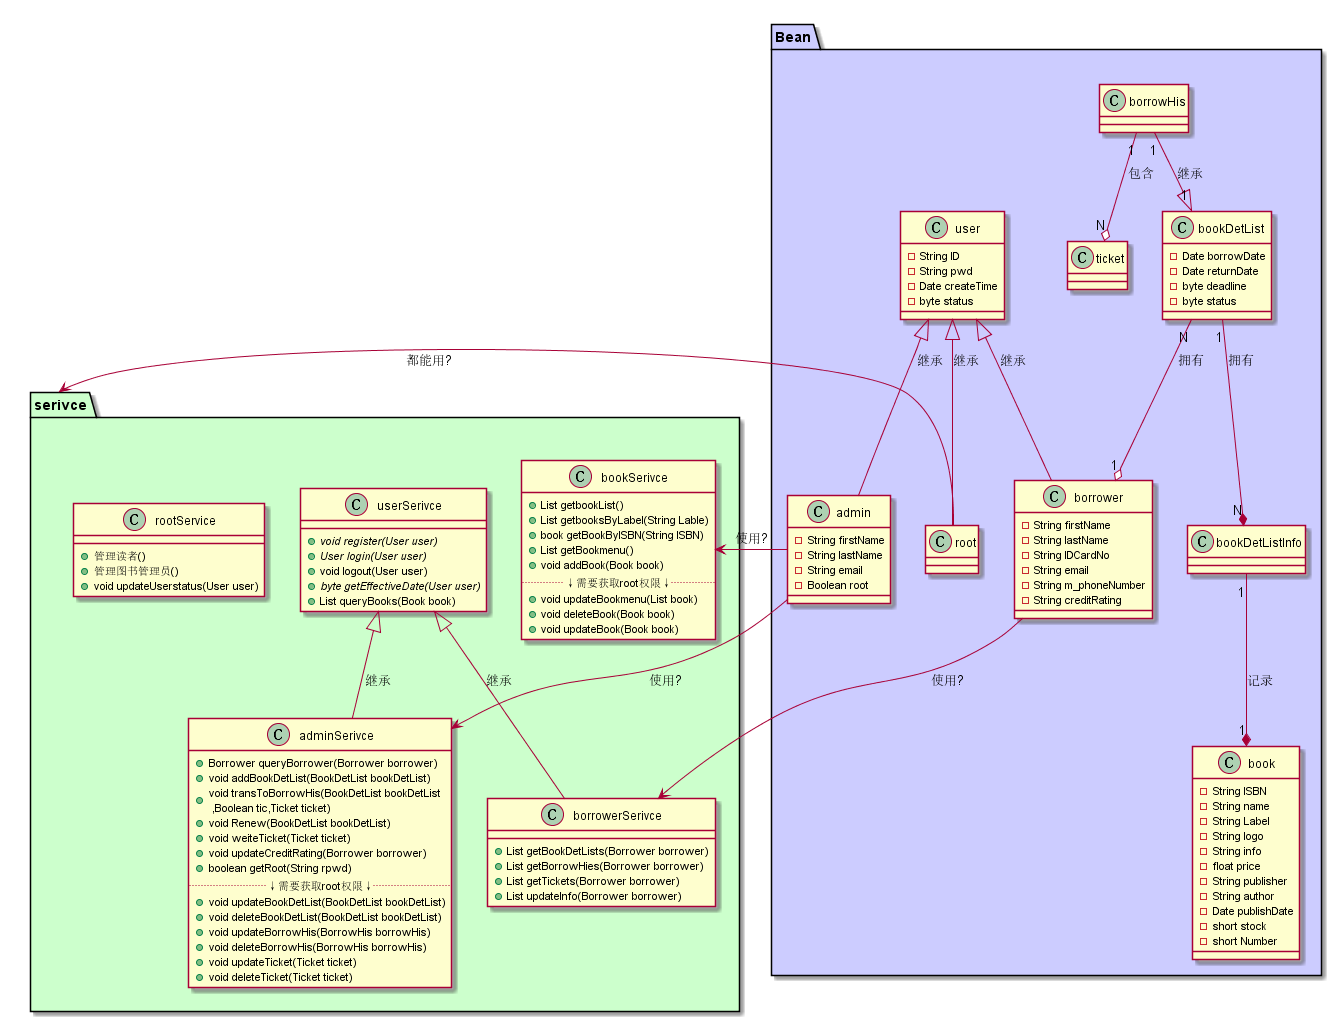 Bean
C borrowHis
1
1
包含
继承
N
1
C ticket
C user
String ID
String pwd
Date createTime
byte status
C bookDetList
Date borrowDate
Date returnDate
byte deadline
byte status
都能用?
继承
继承
继承
N
1
拥有
拥有
1
N
serivce
C rootService
管理读者()
管理图书管理员()
void updateUserstatus(User user)
C userSerivce
void register(User user)
User login(User user)
void logout(User user)
byte getEffectiveDate(User user)
List queryBooks(Book book)
C bookSerivce
List getbookList()
List getbooksByLabel(String Lable)
book getBookByISBN(String ISBN)
List getBookmenu()
void addBook(Book book)
↓需要获取root权限↓
void updateBookmenu(List book)
void deleteBook(Book book)
void updateBook(Book book)
使用?
C admin
String firstName
String lastName
String email
Boolean root
C root
C borrower
String firstName
String lastName
String IDCardNo
String email
String m_phoneNumber
String creditRating
C bookDetListInfo
1
继承
继承
使用?
使用?
记录
1
C adminSerivce
Borrower queryBorrower(Borrower borrower)
void addBookDetList(BookDetList bookDetList)
void transToBorrowHis(BookDetList bookDetList
,Boolean tic,Ticket ticket)
void Renew(BookDetList bookDetList)
void weiteTicket(Ticket ticket)
void updateCreditRating(Borrower borrower)
boolean getRoot(String rpwd)
↓需要获取root权限↓
void updateBookDetList(BookDetList bookDetList)
void deleteBookDetList(BookDetList bookDetList)
void updateBorrowHis(BorrowHis borrowHis)
void deleteBorrowHis(BorrowHis borrowHis)
void updateTicket(Ticket ticket)
void deleteTicket(Ticket ticket)
C borrowerSerivce
List getBookDetLists(Borrower borrower)
List getBorrowHies(Borrower borrower)
List getTickets(Borrower borrower)
List updateInfo(Borrower borrower)
C book
String ISBN
String name
String Label
String logo
String info
float price
String publisher
String author
Date publishDate
short stock
short Number